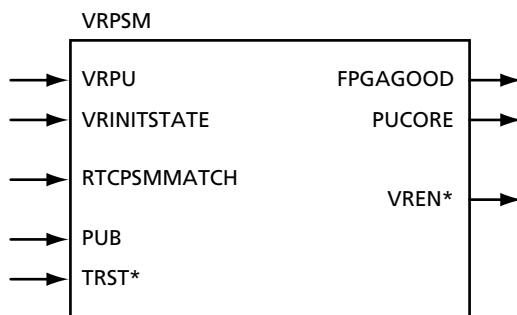 VRPSM
VRPU FPGAGOOD
VRINITSTATE PUCORE
RTCPSMMATCH
VREN*
PUB
TRST*